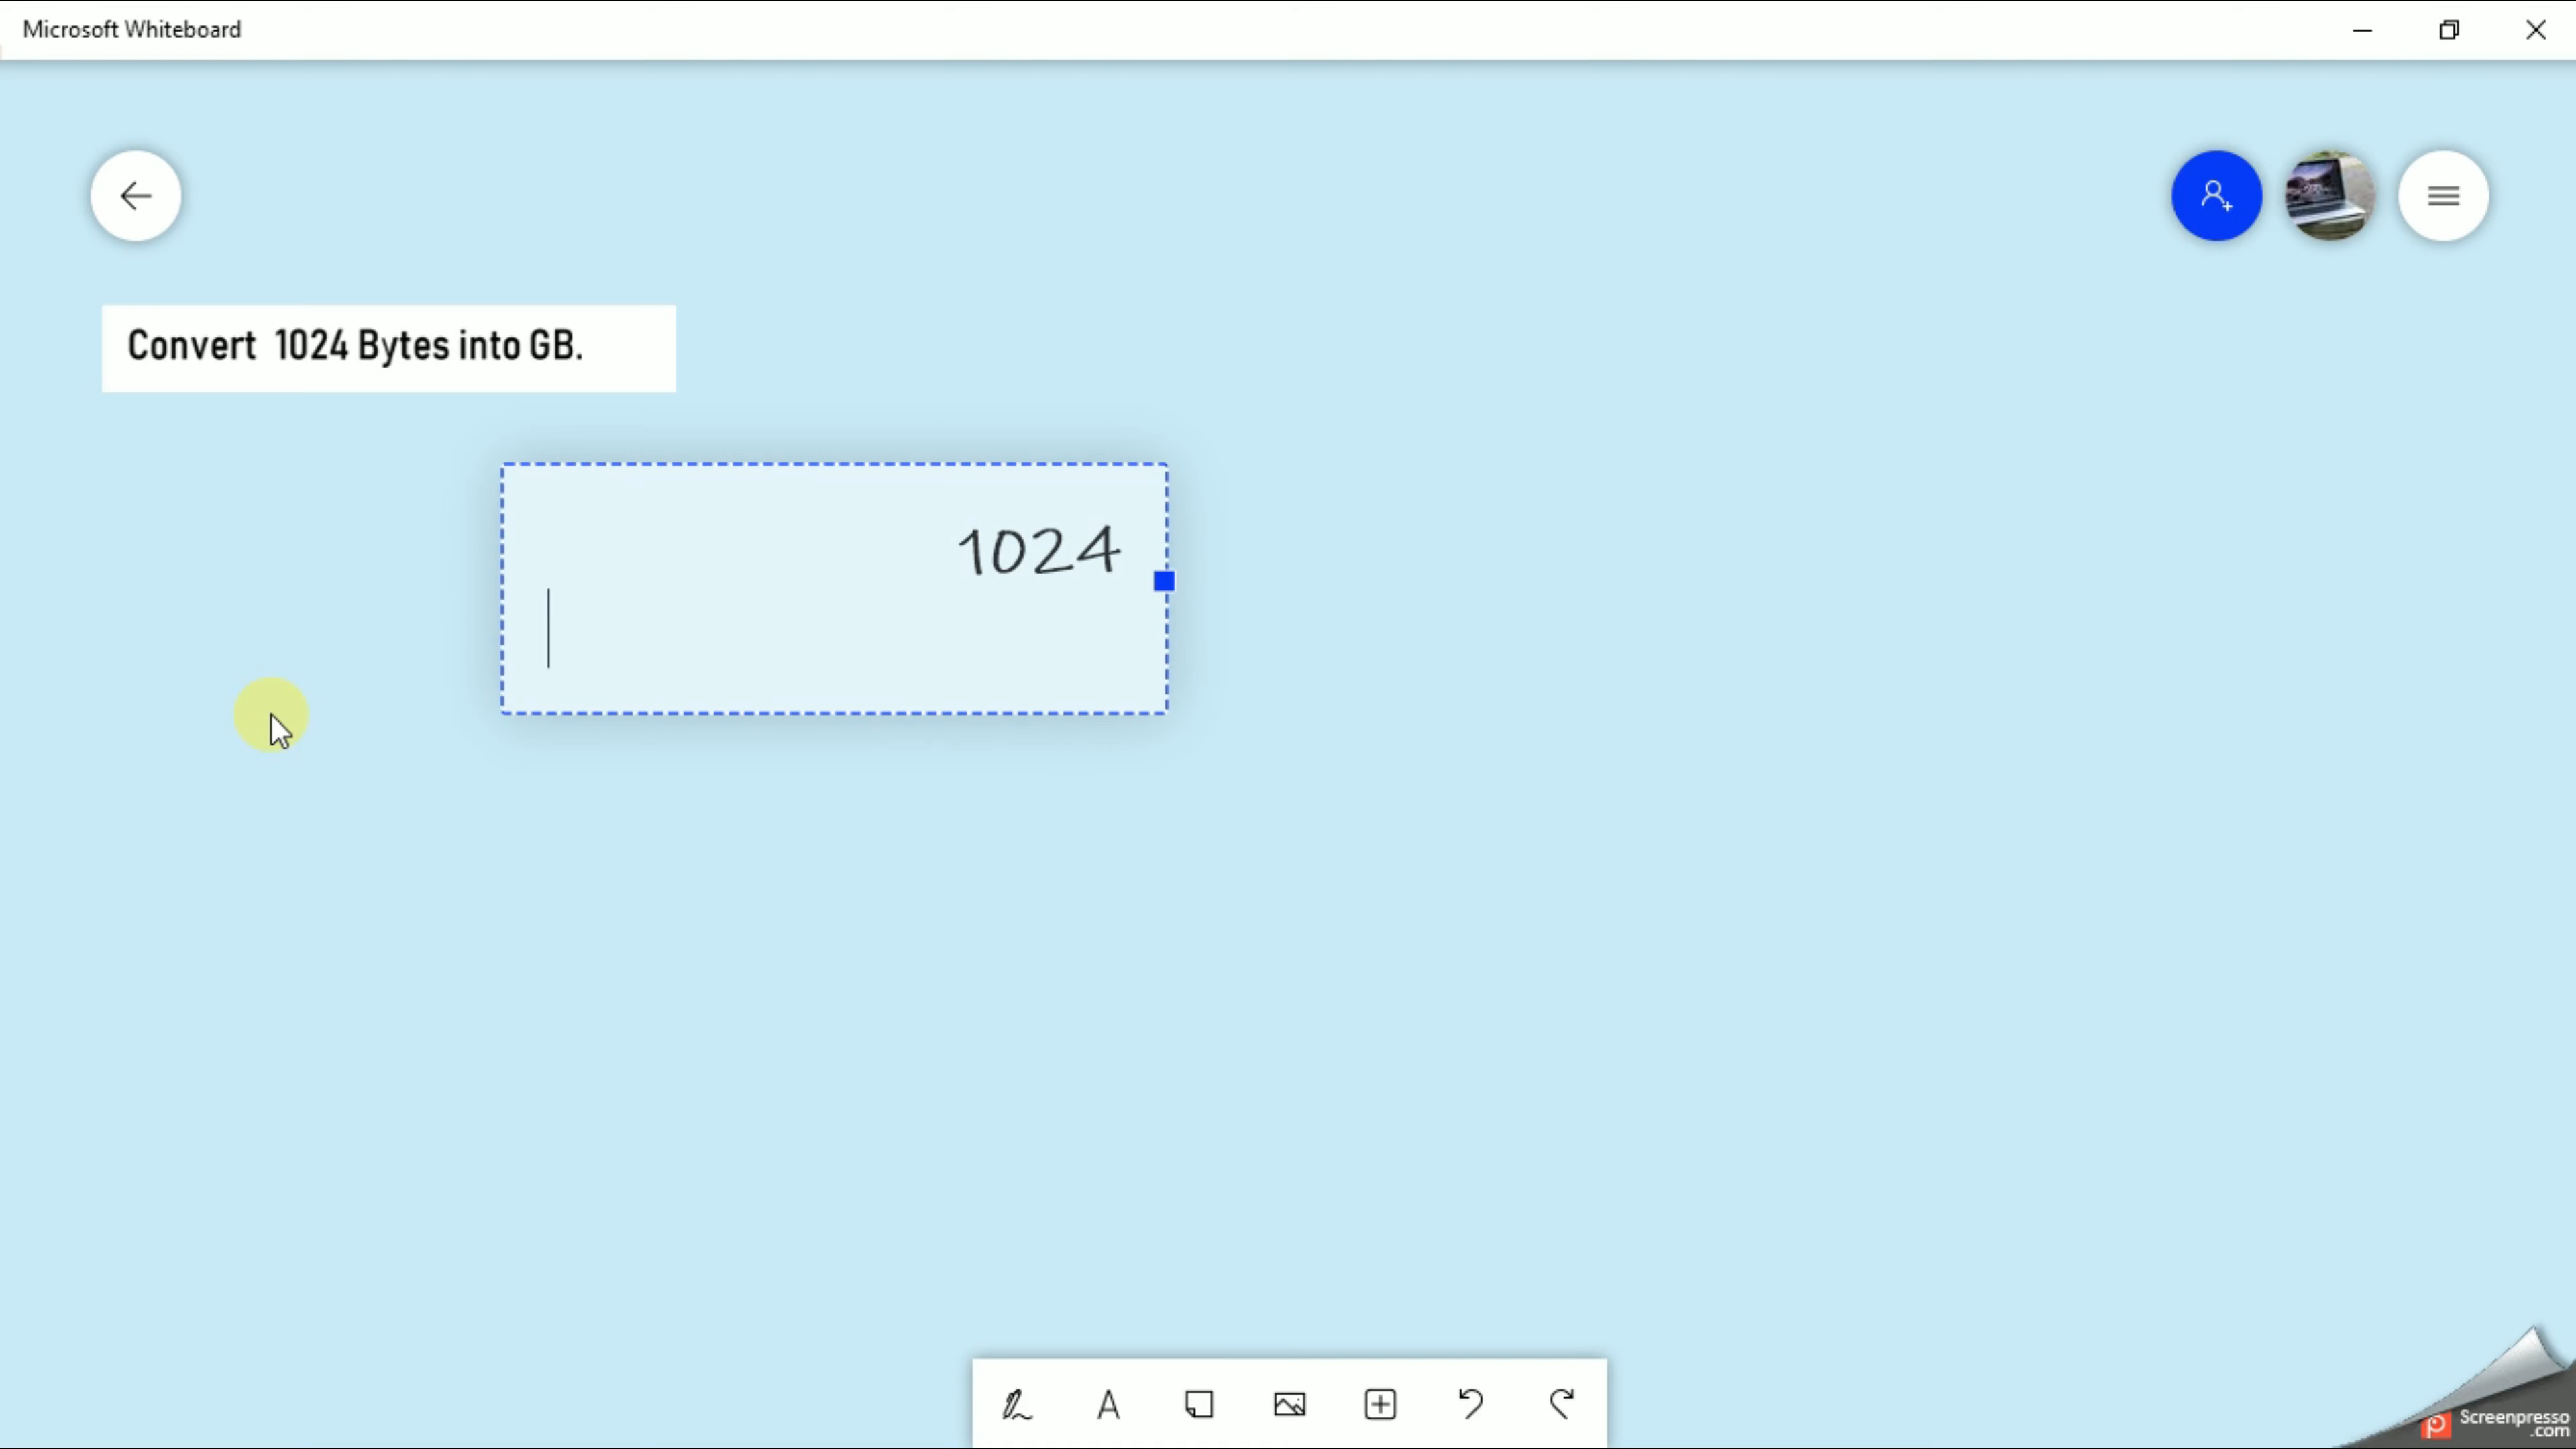 Microsoft Whiteboard
Convert 1024 Bytes into GB.
1024
Screenpresso
.com